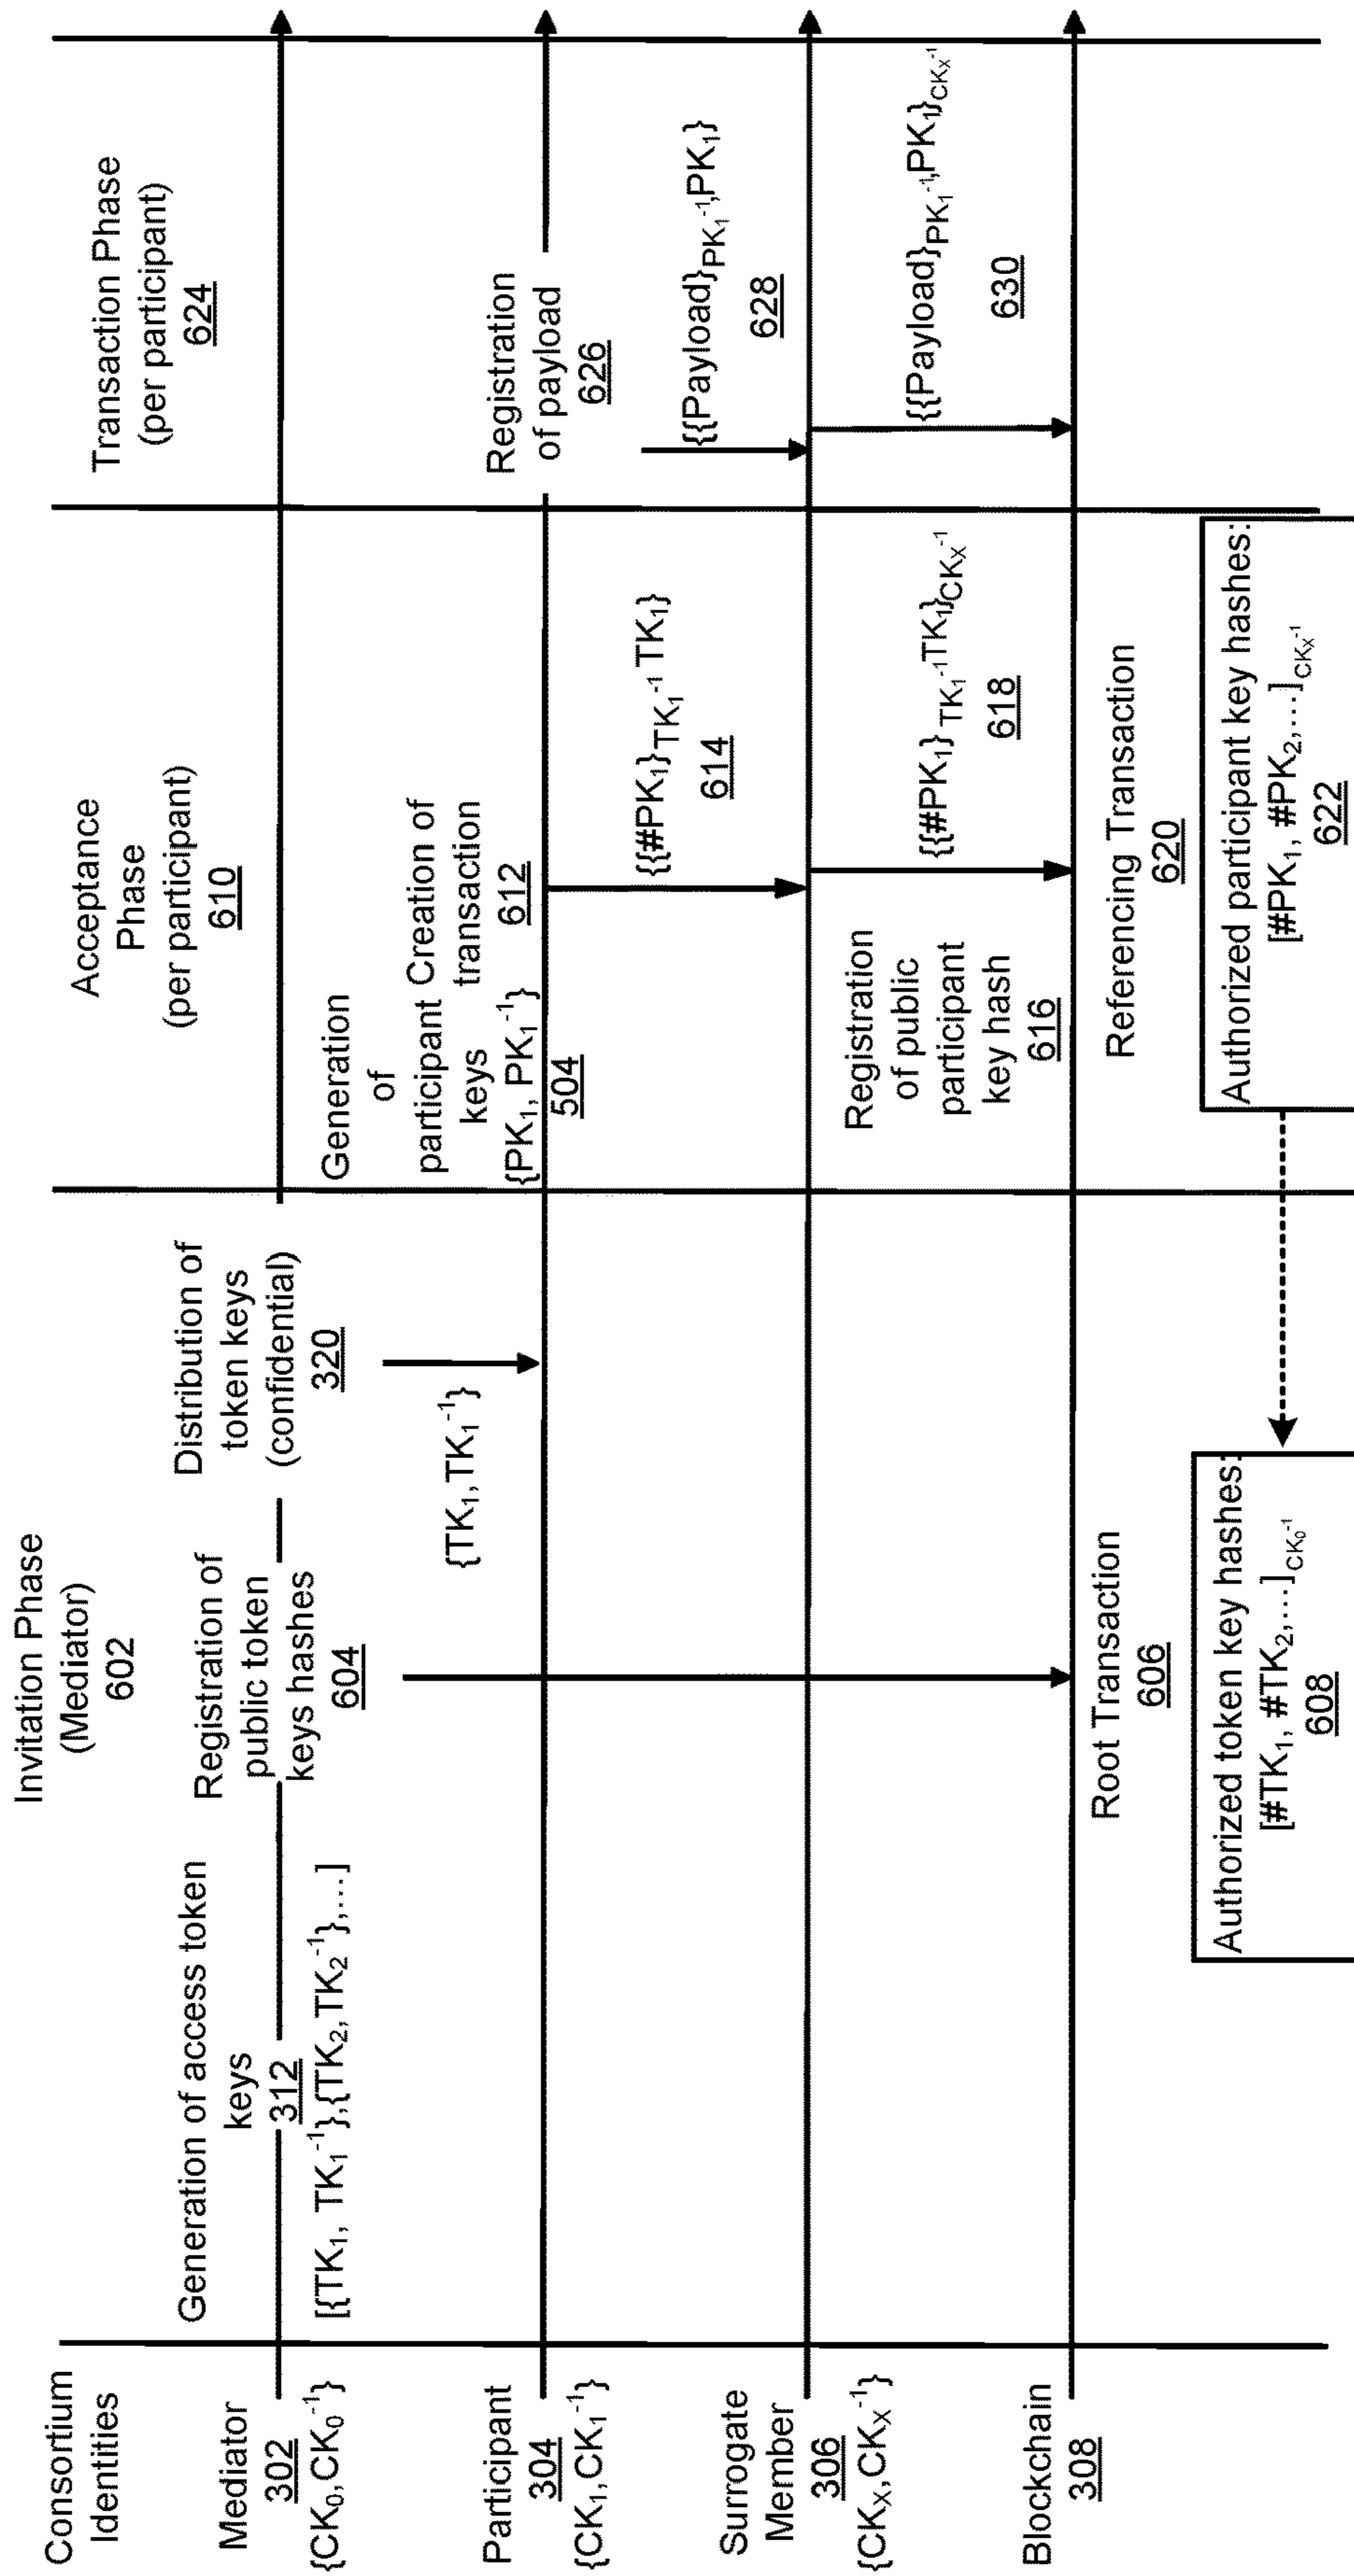 Consortium
Identities
Invitation Phase
(Mediator)
602
Acceptance
Phase
(per participant)
610
Transaction Phase
(per participant)
624
Mediator
302
{CK₀,CK₀⁻¹}
Generation of access token
keys
312
[{TK₁, TK₁⁻¹},{TK₂,TK₂⁻¹},...]
Registration of
public token
keys hashes
604
Distribution of
token keys
(confidential)
320
{TK₁,TK₁⁻¹}
Participant
304
{CK₁,CK₁⁻¹}
Generation
of
participant
keys
{PK₁, PK₁⁻¹}
504
Creation of
transaction
612
{{#PK₁}TK₁⁻¹ TK₁}
614
Registration
of payload
626
{{Payload}PK₁⁻¹,PK₁}
628
Surrogate
Member
306
{CKₓ,CKₓ⁻¹}
Registration
of public
participant
key hash
616
{{#PK₁}TK₁⁻¹TK₁}CKₓ⁻¹
618
{{Payload}PK₁⁻¹,PK₁}CKₓ⁻¹
630
Blockchain
308
Root Transaction
606
Authorized token key hashes:
[#TK₁, #TK₂,...]CK₀⁻¹
608
Referencing Transaction
620
Authorized participant key hashes:
[#PK₁, #PK₂,...]CKₓ⁻¹
622